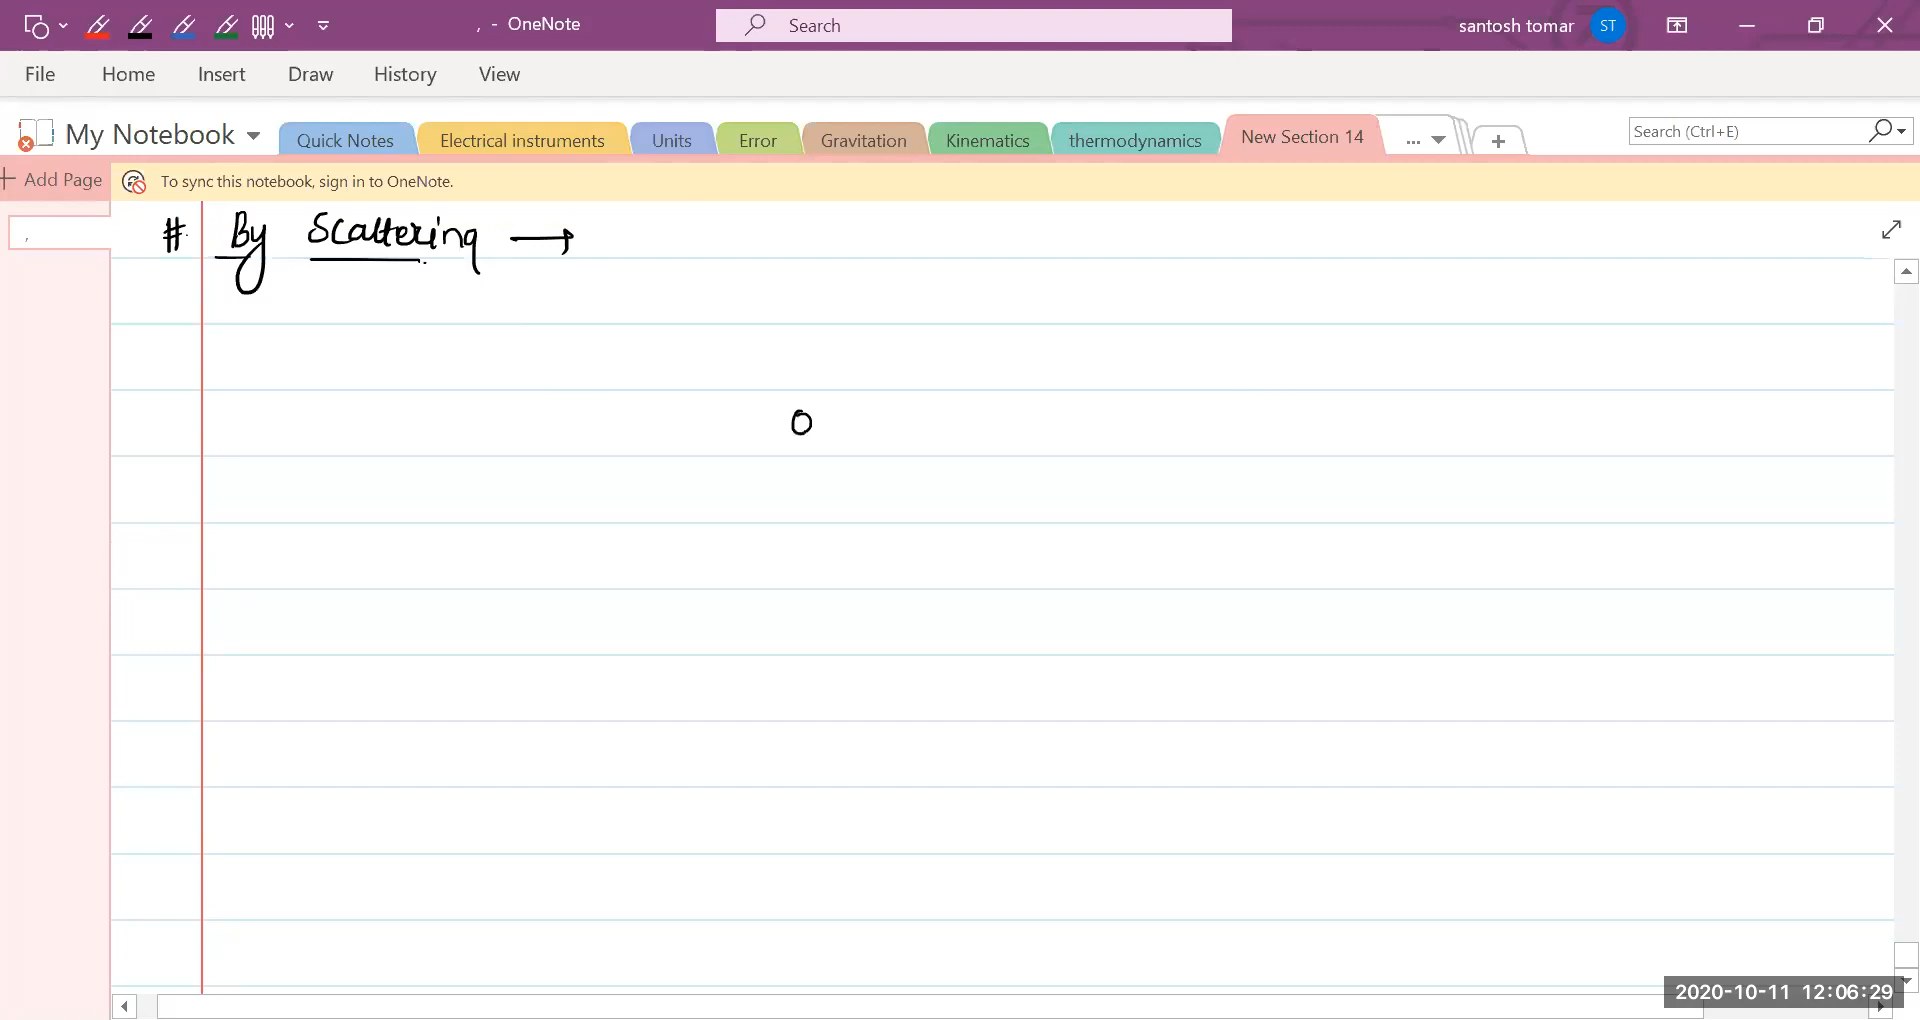 , - OneNote
Search
santosh tomar
ST
File Home Insert Draw History View
My Notebook
Quick Notes Electrical instruments Units Error Gravitation Kinematics thermodynamics New Section 14 ...
Search (Ctrl+E)
Add Page
To sync this notebook, sign in to OneNote.
,
# By Scattering →
O
2020-10-11 12:06:29